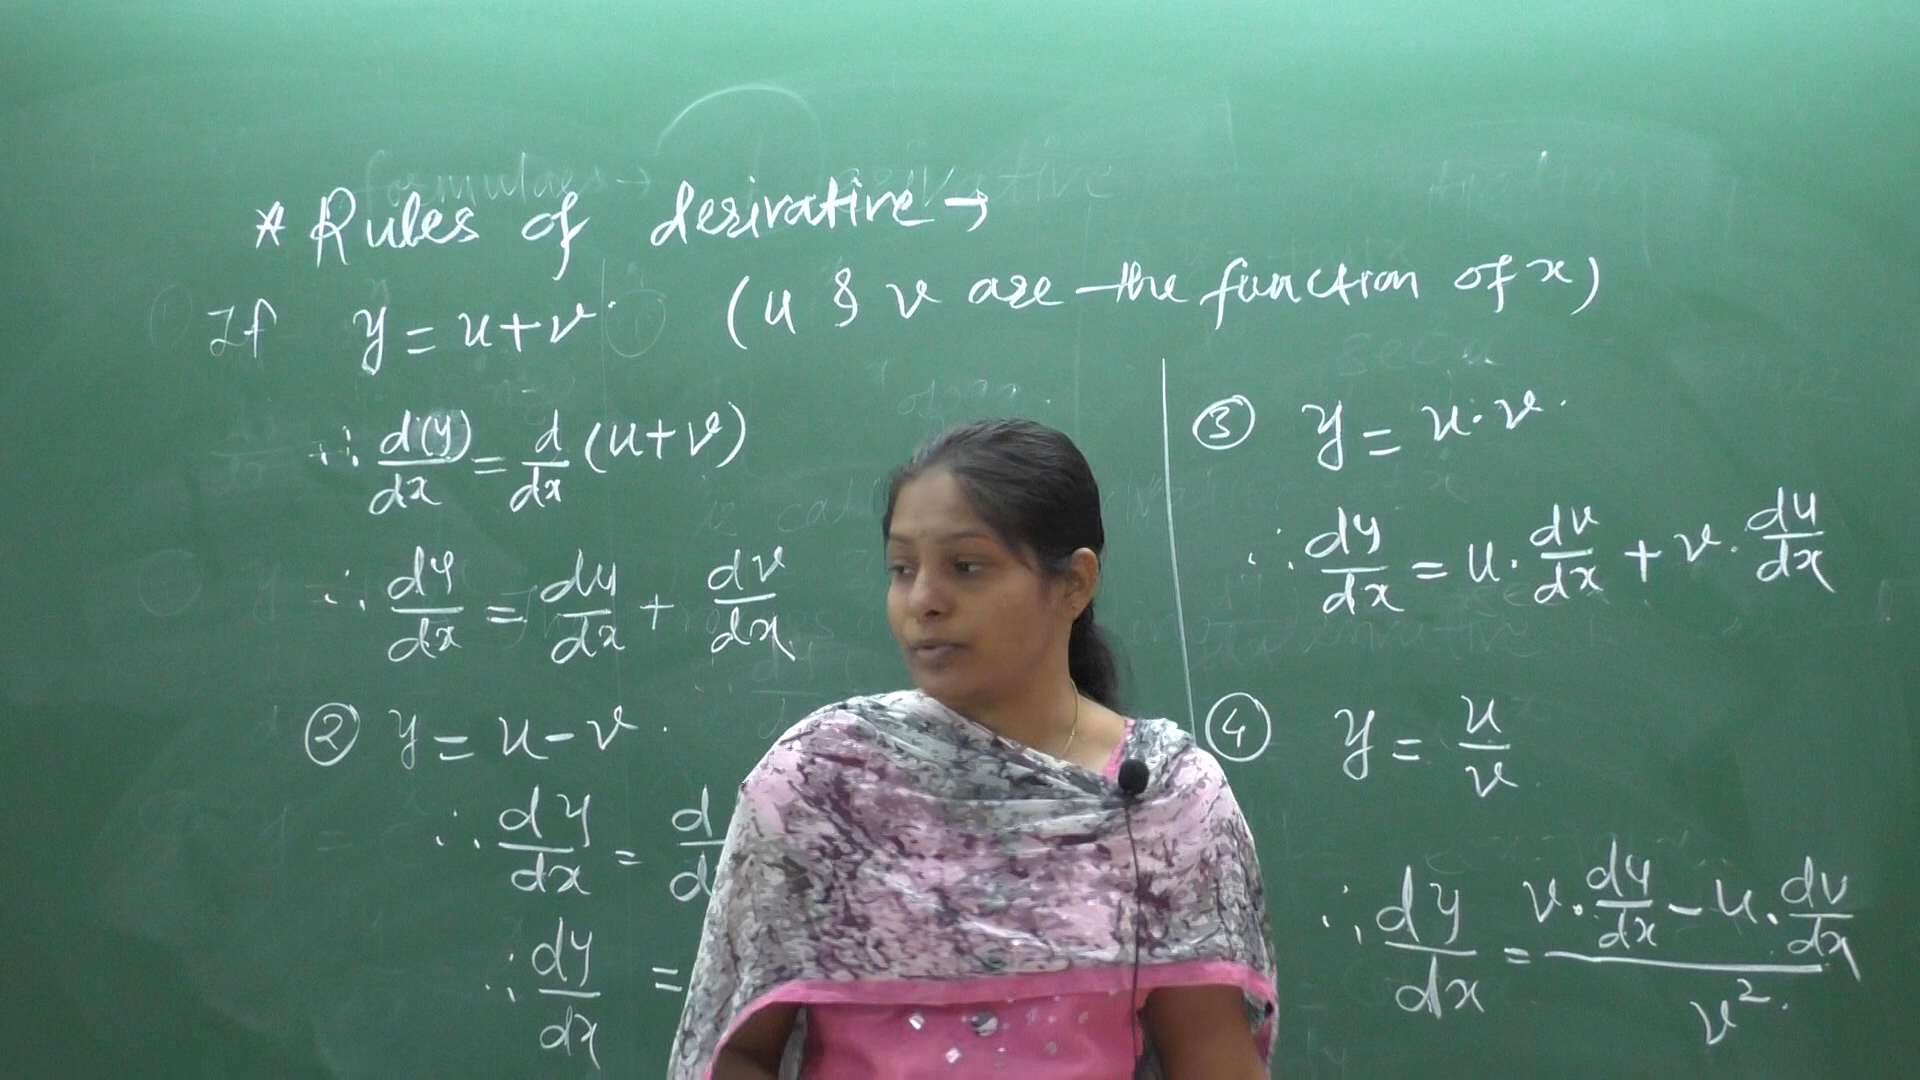 * Rules of derivative →
If y = u+v (u & v are the function of x)
∴ d(y)/dx = d/dx (u+v)
∴ dy/dx = du/dx + dv/dx
② y = u-v.
∴ dy/dx = d/d
∴ dy/dx =
③ y = u·v.
∴ dy/dx = u·dv/dx + v·du/dx
④ y = u/v
∴ dy/dx = (v·du/dx - u·dv/dx)/v².